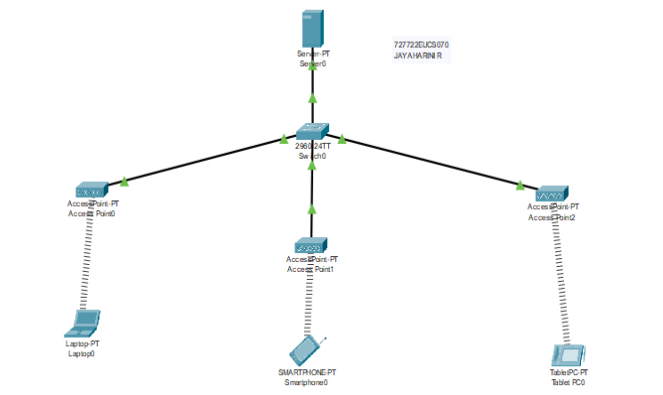 Server-PT
Server0
727722EUCS070
JAYAHARINI R
2960-24TT
Switch0
AccessPoint-PT
Access Point0
AccessPoint-PT
Access Point2
AccessPoint-PT
Access Point1
Laptop-PT
Laptop0
SMARTPHONE-PT
Smartphone0
TabletPC-PT
Tablet PC0